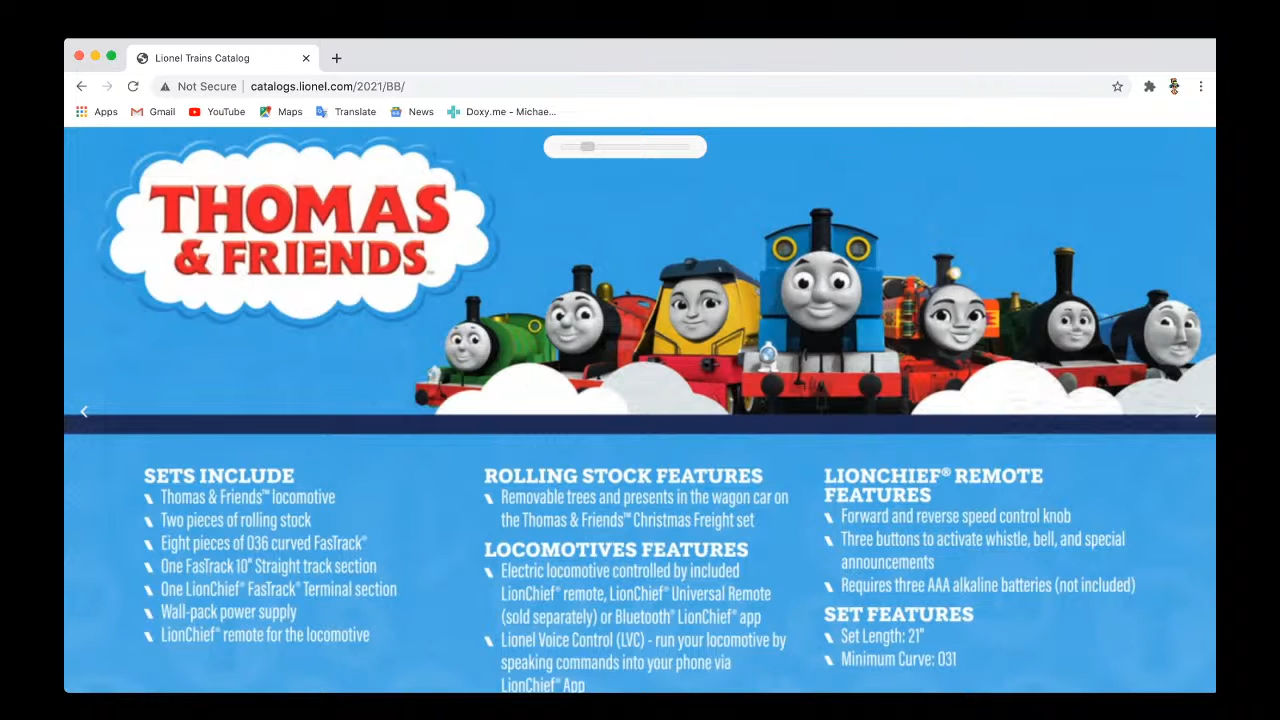 Lionel Trains Catalog
Not Secure | catalogs.lionel.com/2021/BB/
Apps Gmail YouTube Maps Translate News Doxy.me - Michae...
THOMAS
& FRIENDS™
SETS INCLUDE
Thomas & Friends™ locomotive
Two pieces of rolling stock
Eight pieces of O36 curved FasTrack®
One FasTrack 10" Straight track section
One LionChief® FasTrack® Terminal section
Wall-pack power supply
LionChief® remote for the locomotive
ROLLING STOCK FEATURES
Removable trees and presents in the wagon car on
the Thomas & Friends™ Christmas Freight set
LOCOMOTIVES FEATURES
Electric locomotive controlled by included
LionChief® remote, LionChief® Universal Remote
(sold separately) or Bluetooth® LionChief® app
Lionel Voice Control (LVC) - run your locomotive by
speaking commands into your phone via
LionChief® App
LIONCHIEF® REMOTE
FEATURES
Forward and reverse speed control knob
Three buttons to activate whistle, bell, and special
announcements
Requires three AAA alkaline batteries (not included)
SET FEATURES
Set Length: 21"
Minimum Curve: O31